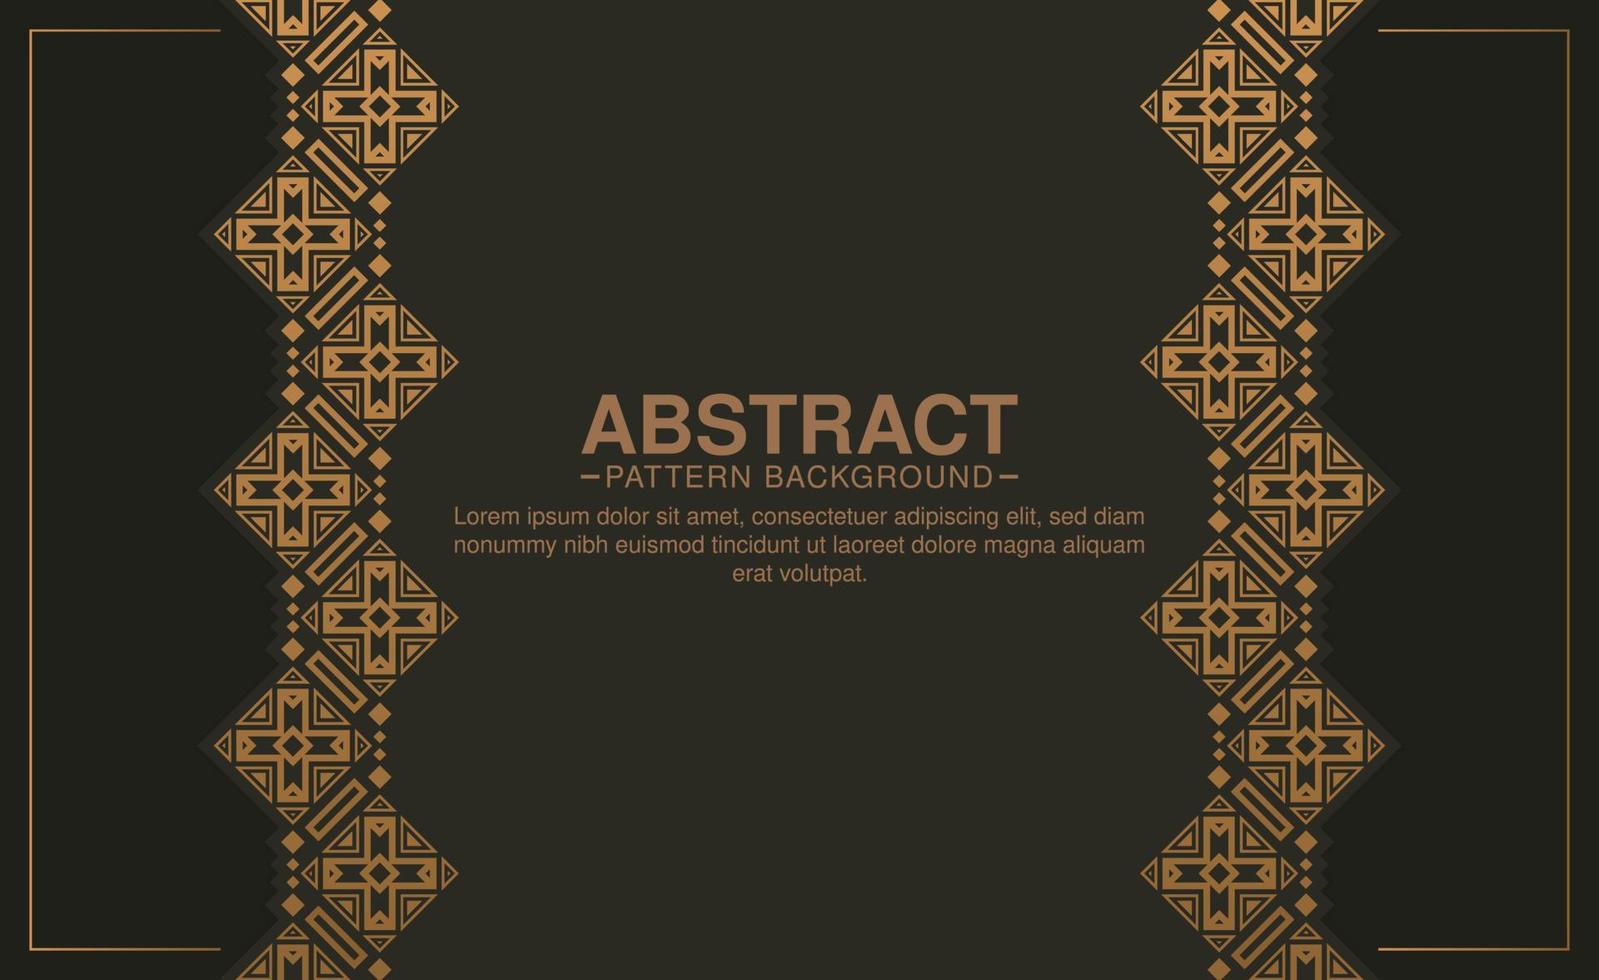 ABSTRACT
–PATTERN BACKGROUND–
Lorem ipsum dolor sit amet, consectetuer adipiscing elit, sed diam
nonummy nibh euismod tincidunt ut laoreet dolore magna aliquam
erat volutpat.